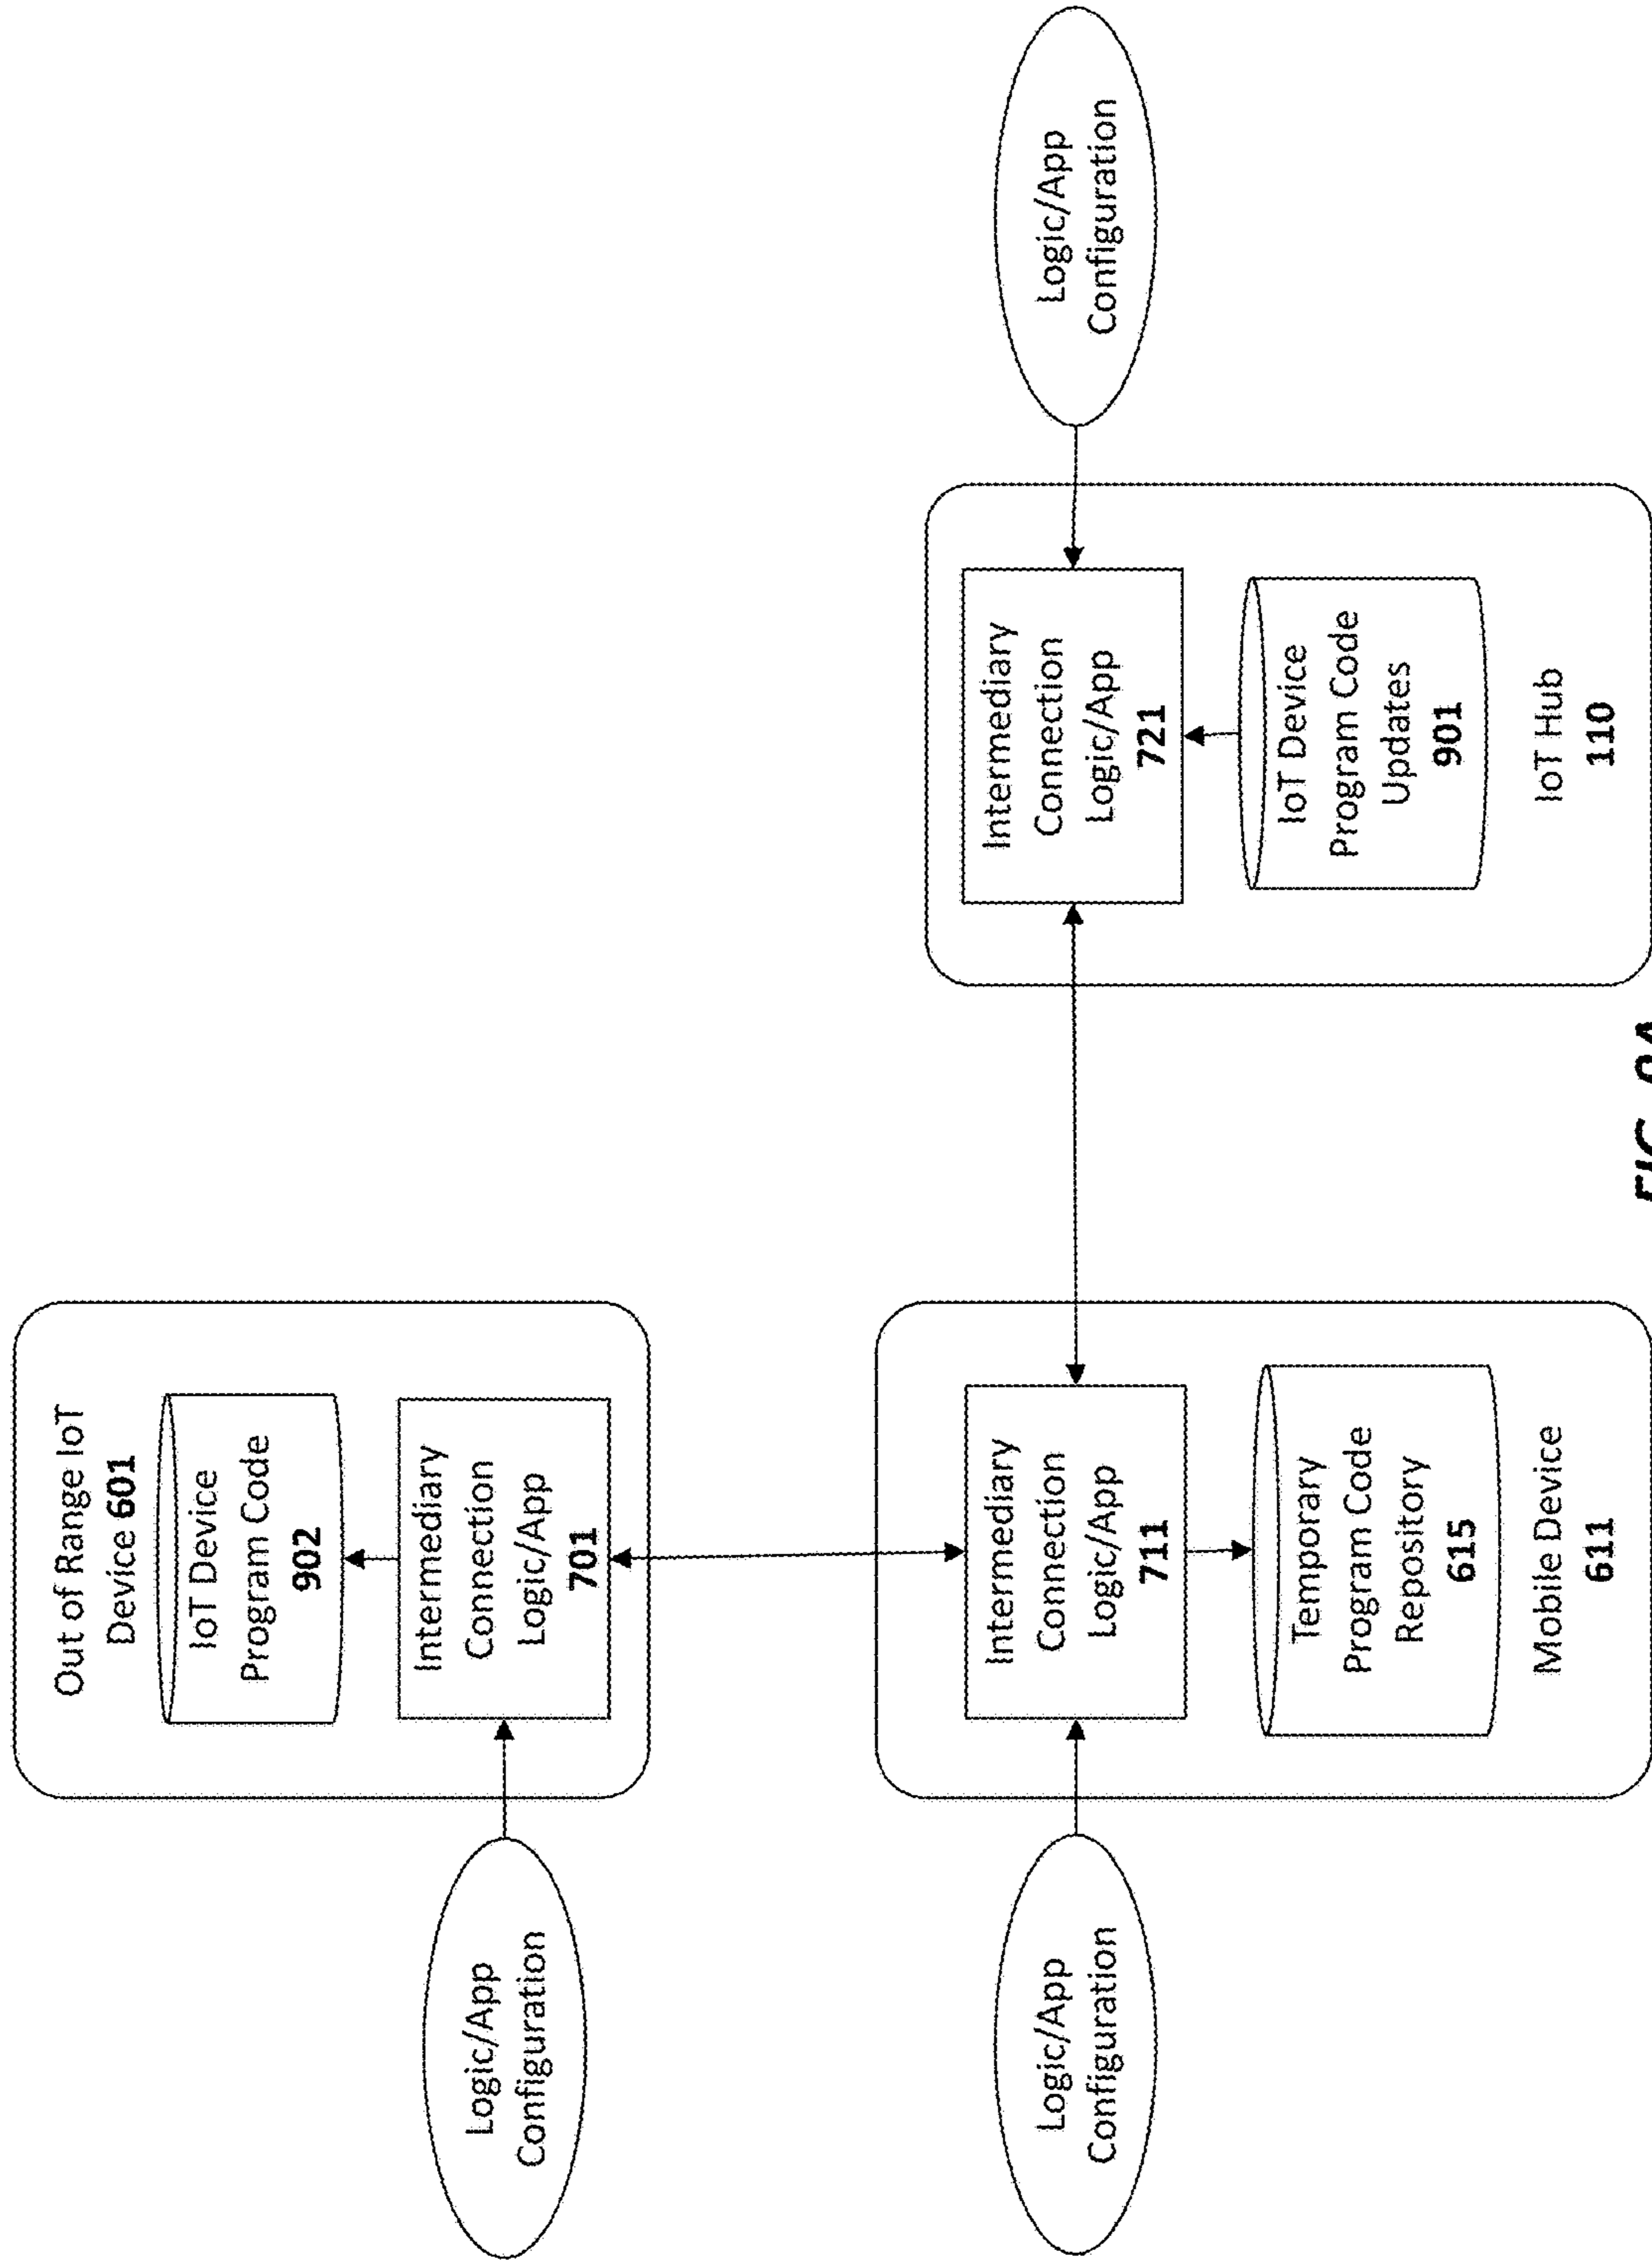 Out of Range IoT
Device 601
IoT Device
Program Code
902
Logic/App
Configuration
Intermediary
Connection
Logic/App
701
Logic/App
Configuration
Intermediary
Connection
Logic/App
711
Temporary
Program Code
Repository
615
Mobile Device
611
Intermediary
Connection
Logic/App
721
IoT Device
Program Code
Updates
901
IoT Hub
110
Logic/App
Configuration
FIG.